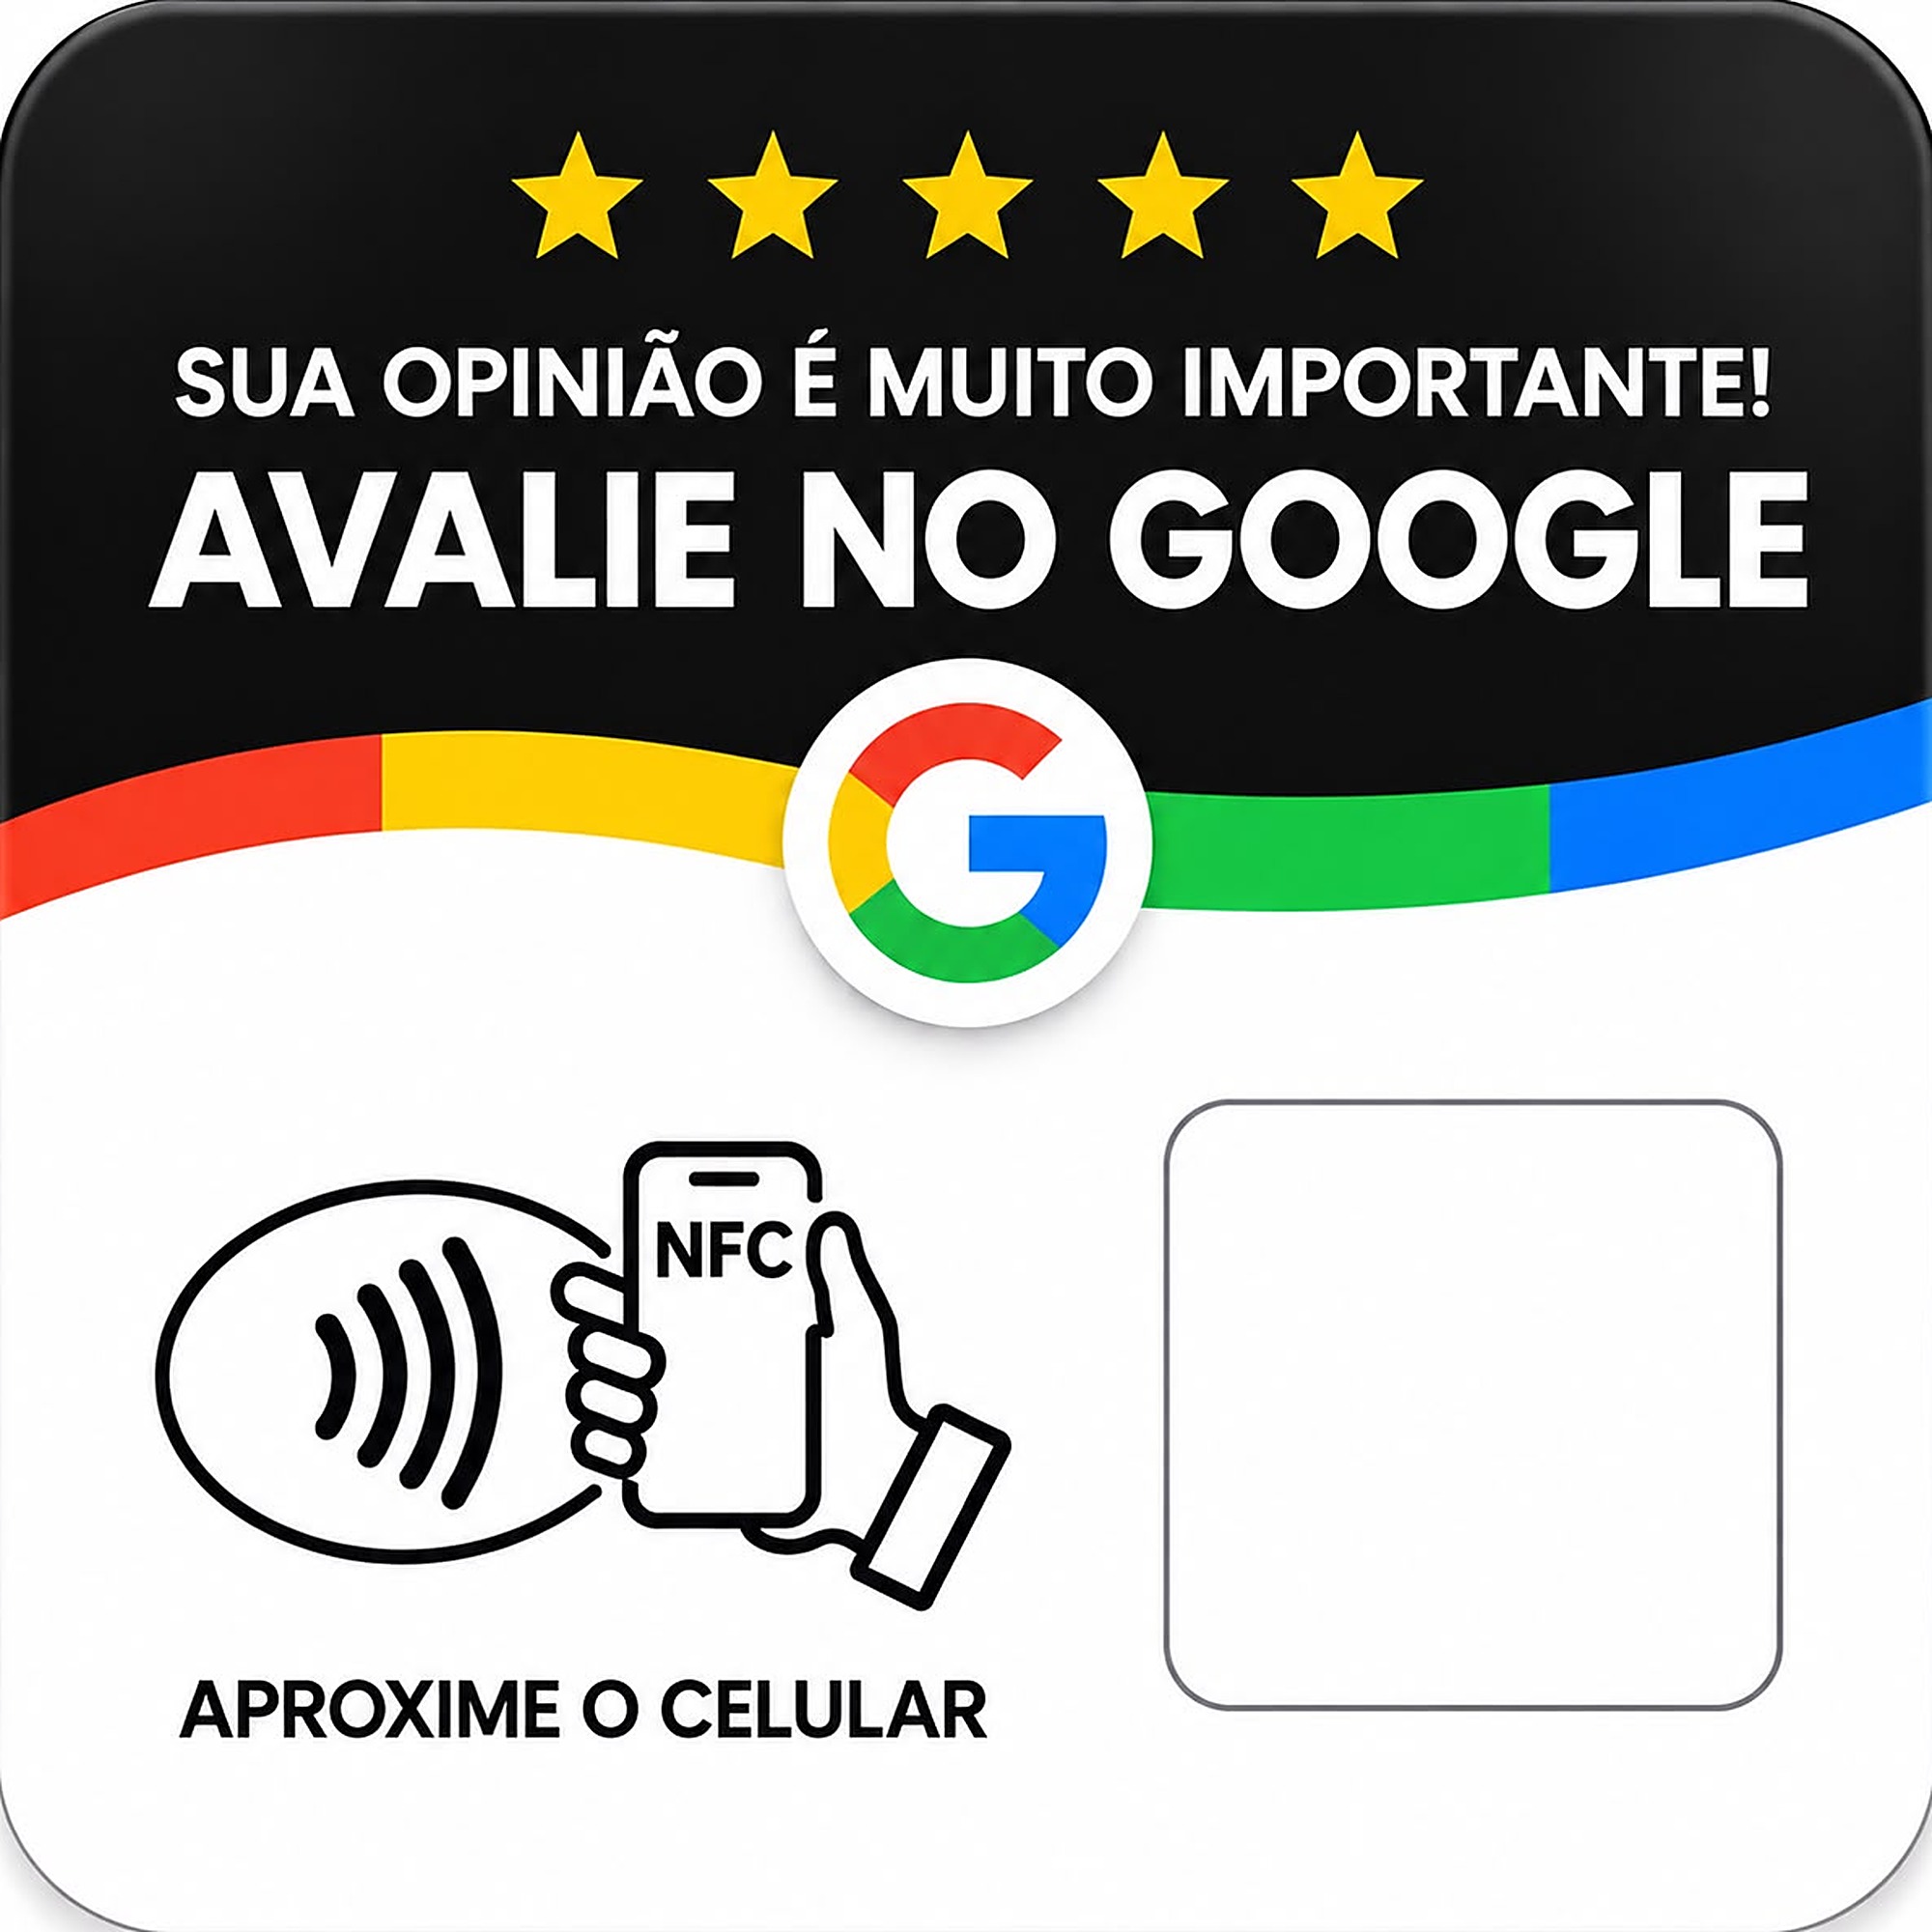 SUA OPINIÃO É MUITO IMPORTANTE!
AVALIE NO GOOGLE
G
NFC
APROXIME O CELULAR